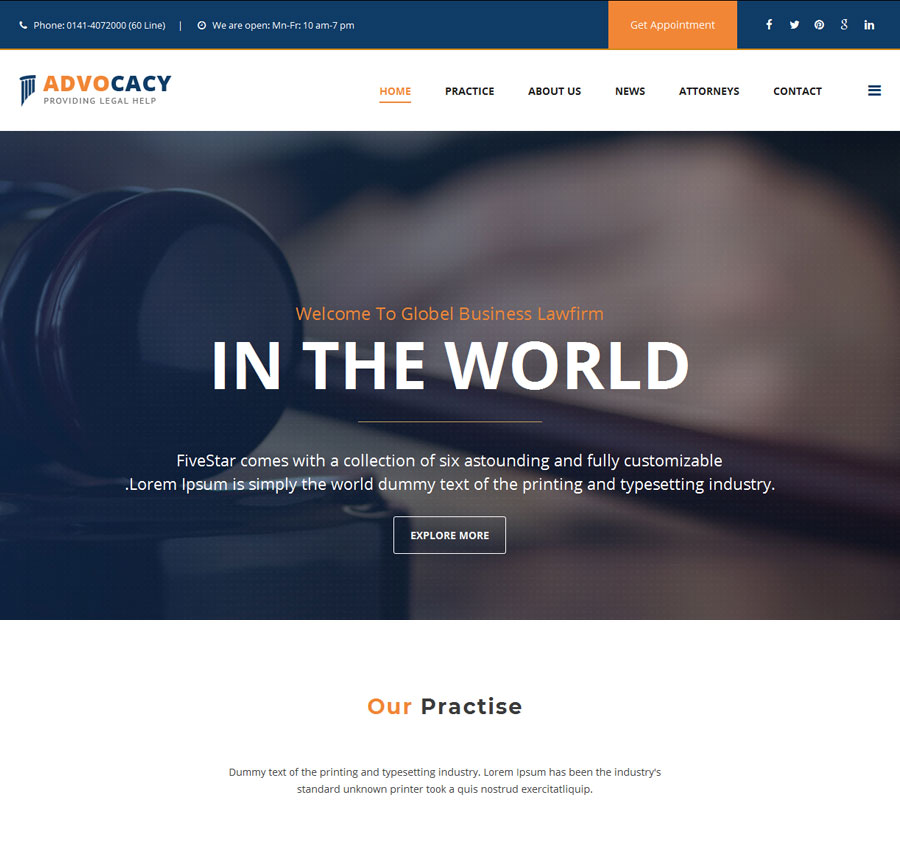 Phone: 0141-4072000 (60 Line) | We are open: Mn-Fr: 10 am-7 pm
Get Appointment
ADVOCACY
PROVIDING LEGAL HELP
HOME PRACTICE ABOUT US NEWS ATTORNEYS CONTACT
Welcome To Globel Business Lawfirm
IN THE WORLD
FiveStar comes with a collection of six astounding and fully customizable
.Lorem Ipsum is simply the world dummy text of the printing and typesetting industry.
EXPLORE MORE
Our Practise
Dummy text of the printing and typesetting industry. Lorem Ipsum has been the industry's
standard unknown printer took a quis nostrud exercitatliquip.